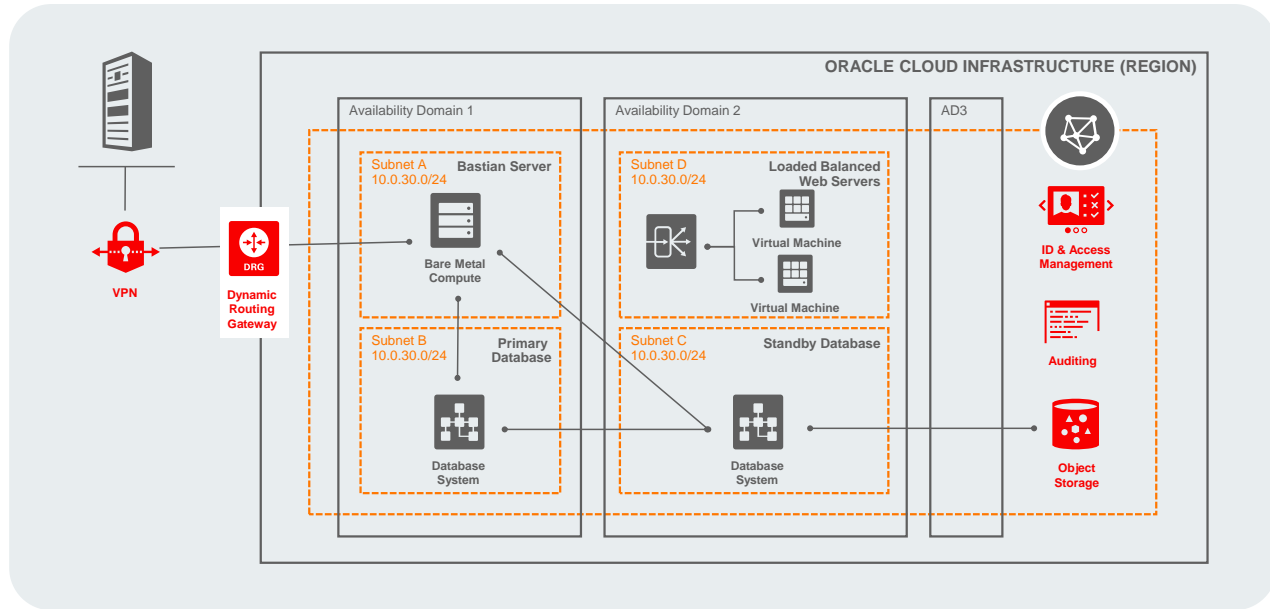 ORACLE CLOUD INFRASTRUCTURE (REGION)
Availability Domain 1
Availability Domain 2
AD3
Subnet A
10.0.30.0/24
Bastian Server
Bare Metal
Compute
Subnet D
10.0.30.0/24
Loaded Balanced
Web Servers
Virtual Machine
Virtual Machine
ID & Access
Management
VPN
DRG
Dynamic
Routing
Gateway
Subnet B
10.0.30.0/24
Primary
Database
Database
System
Subnet C
10.0.30.0/24
Standby Database
Database
System
Auditing
Object
Storage